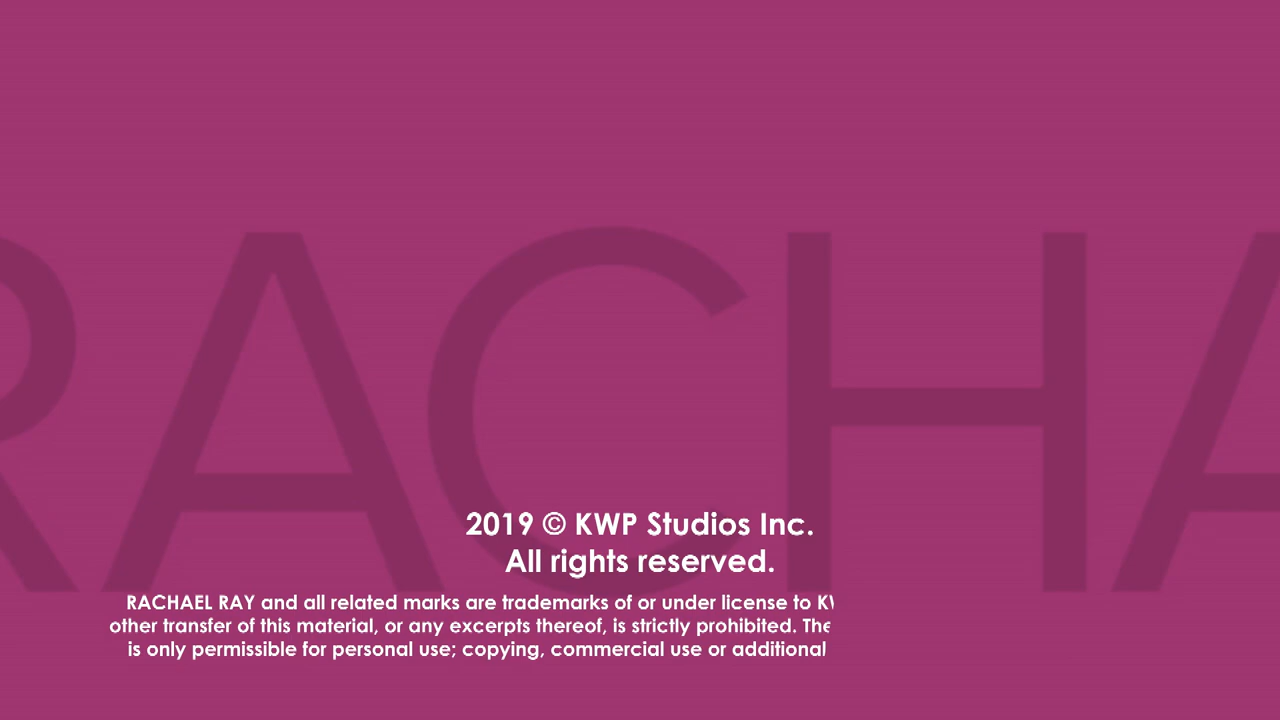 RACHA
2019 © KWP Studios Inc.
All rights reserved.
RACHAEL RAY and all related marks are trademarks of or under license to
other transfer of this material, or any excerpts thereof, is strictly prohibited. The
is only permissible for personal use; copying, commercial use or additional